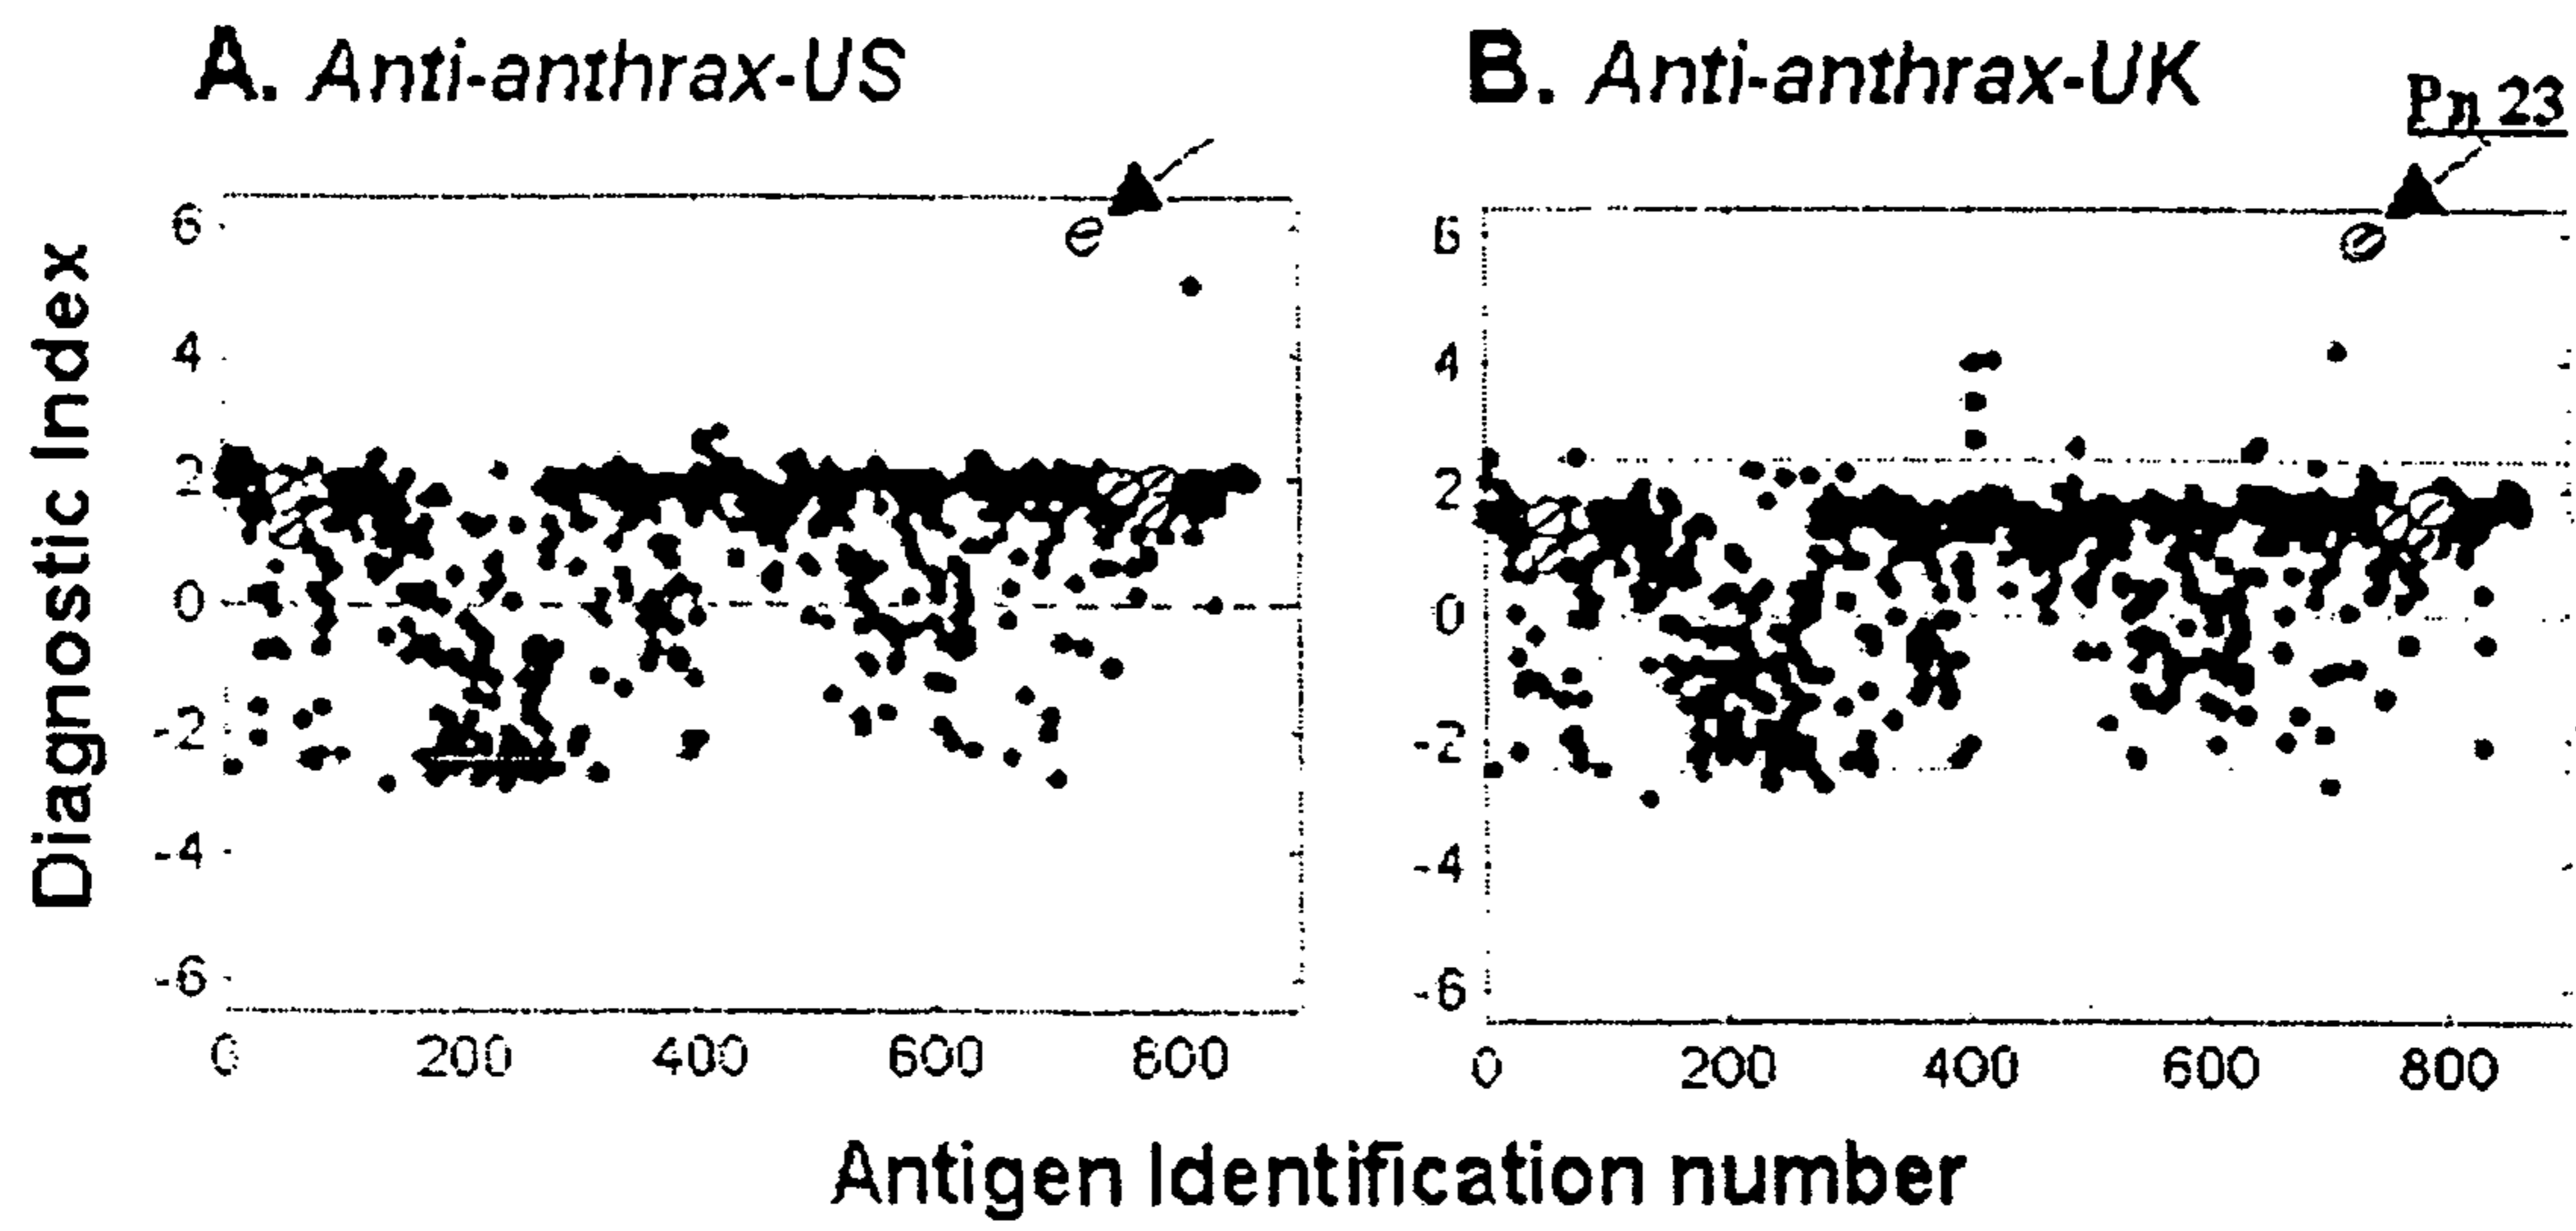 A. Anti-anthrax-US
B. Anti-anthrax-UK
Pn 23
e
e
Diagnostic Index
6
4
2
0
-2
-4
-6
6
4
2
0
-2
-4
-6
0 200 400 600 800
0 200 400 600 800
Antigen Identification number